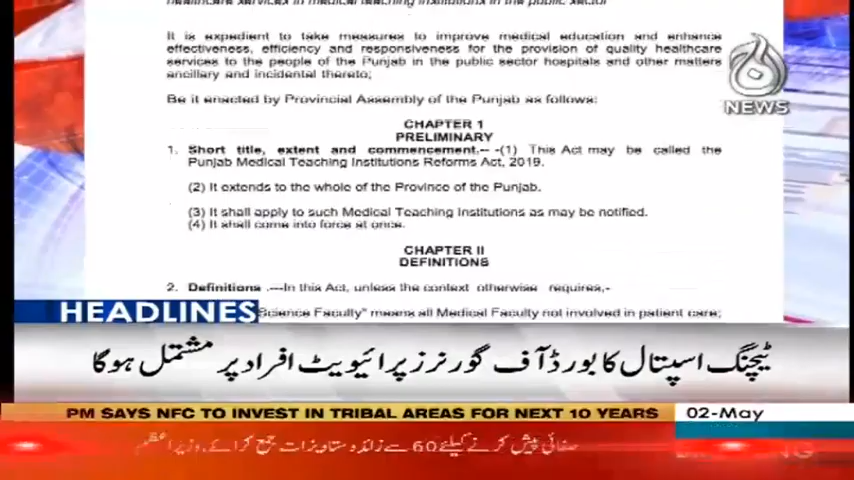 healthcare services in medical teaching institutions in the public sector
It is expedient to take measures to improve medical education and enhance
effectiveness, efficiency and responsiveness for the provision of quality healthcare
services to the people of the Punjab in the public sector hospitals and other matters
ancillary and incidental thereto;
NEWS
Be it enacted by Provincial Assembly of the Punjab as follows:
CHAPTER 1
PRELIMINARY
1. Short title, extent and commencement.-- -(1) This Act may be called the
Punjab Medical Teaching Institutions Reforms Act, 2019.
(2) It extends to the whole of the Province of the Punjab.
(3) It shall apply to such Medical Teaching Institutions as may be notified.
(4) It shall come into force at once.
CHAPTER II
DEFINITIONS
2. Definitions .---In this Act, unless the context otherwise requires,-
HEADLINES
Science Faculty" means all Medical Faculty not involved in patient care;
ٹیچنگ اسپتال کا بورڈ آف گورنرز پرائیویٹ افراد پر مشتمل ہوگا
PM SAYS NFC TO INVEST IN TRIBAL AREAS FOR NEXT 10 YEARS
02-May
صفائی پیش کرنے کیلئے 60 سے زائد دستاویزات جمع کرائے، وزیراعظم